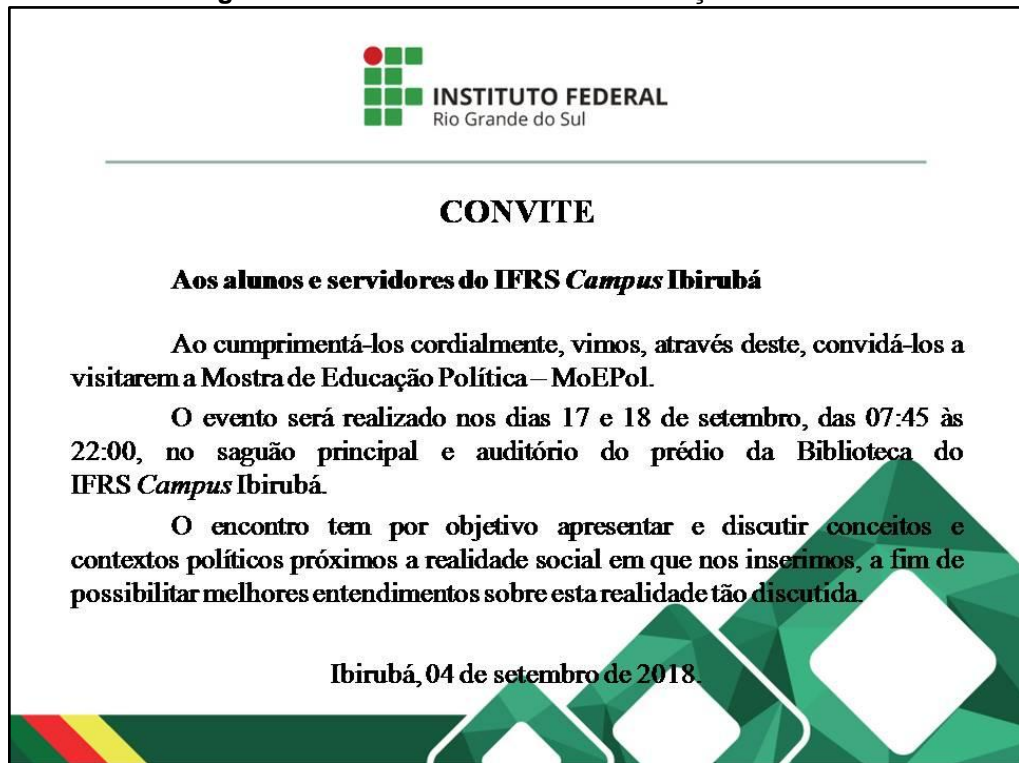 INSTITUTO FEDERAL
Rio Grande do Sul
CONVITE
Aos alunos e servidores do IFRS Campus Ibirubá
Ao cumprimentá-los cordialmente, vimos, através deste, convidá-los a
visitarem a Mostra de Educação Política – MoEPol.
O evento será realizado nos dias 17 e 18 de setembro, das 07:45 às
22:00, no saguão principal e auditório do prédio da Biblioteca do
IFRS Campus Ibirubá.
O encontro tem por objetivo apresentar e discutir conceitos e
contextos políticos próximos a realidade social em que nos inserimos, a fim de
possibilitar melhores entendimentos sobre esta realidade tão discutida.
Ibirubá, 04 de setembro de 2018.